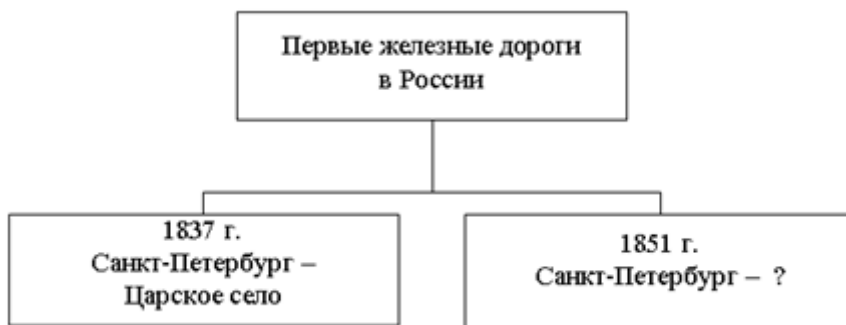 Первые железные дороги
в России
1837 г.
Санкт-Петербург –
Царское село
1851 г.
Санкт-Петербург – ?